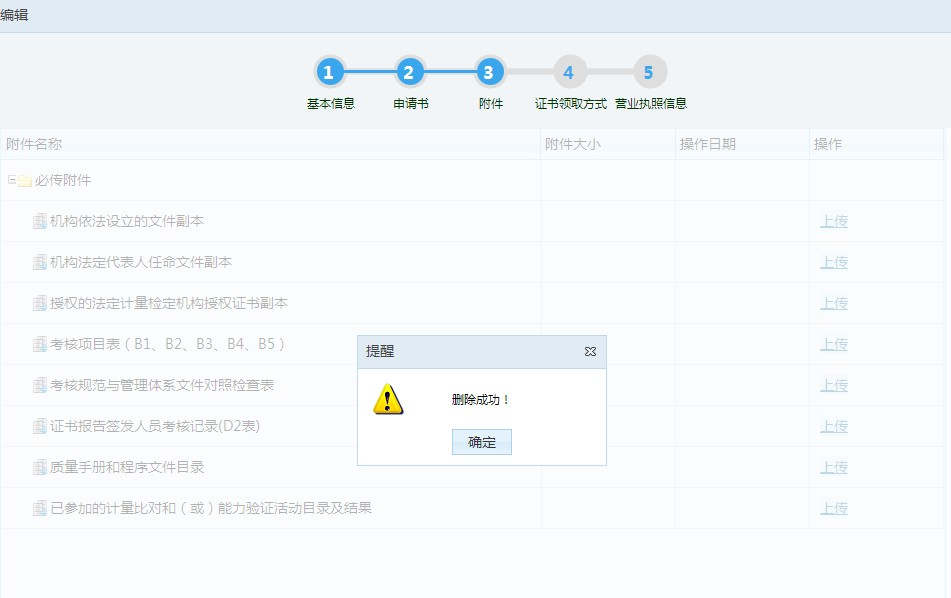 编辑
1 2 3 4 5
基本信息 申请书 附件 证书领取方式 营业执照信息
附件名称 附件大小 操作日期 操作
必传附件
机构依法设立的文件副本 上传
机构法定代表人任命文件副本 上传
授权的法定计量检定机构授权证书副本 上传
考核项目表（B1、B2、B3、B4、B5） 上传
考核规范与管理体系文件对照检查表 上传
证书报告签发人员考核记录(D2表) 上传
质量手册和程序文件目录 上传
已参加的计量比对和（或）能力验证活动目录及结果 上传
提醒
删除成功！
确定